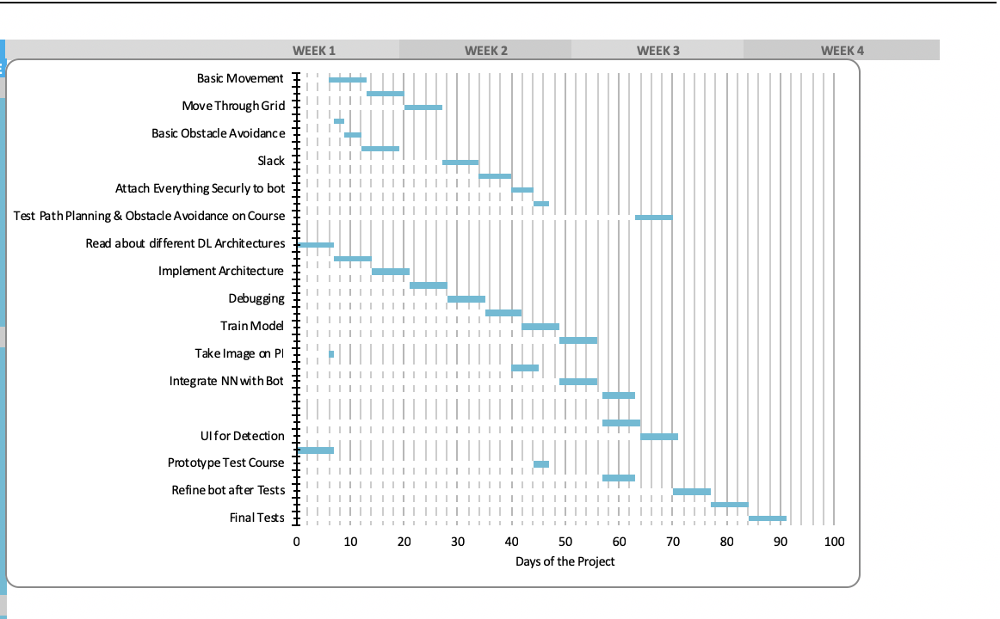 WEEK 1 WEEK 2 WEEK 3 WEEK 4
Basic Movement
Move Through Grid
Basic Obstacle Avoidance
Slack
Attach Everything Securly to bot
Test Path Planning & Obstacle Avoidance on Course
Read about different DL Architectures
Implement Architecture
Debugging
Train Model
Take Image on PI
Integrate NN with Bot
UI for Detection
Prototype Test Course
Refine bot after Tests
Final Tests
0 10 20 30 40 50 60 70 80 90 100
Days of the Project